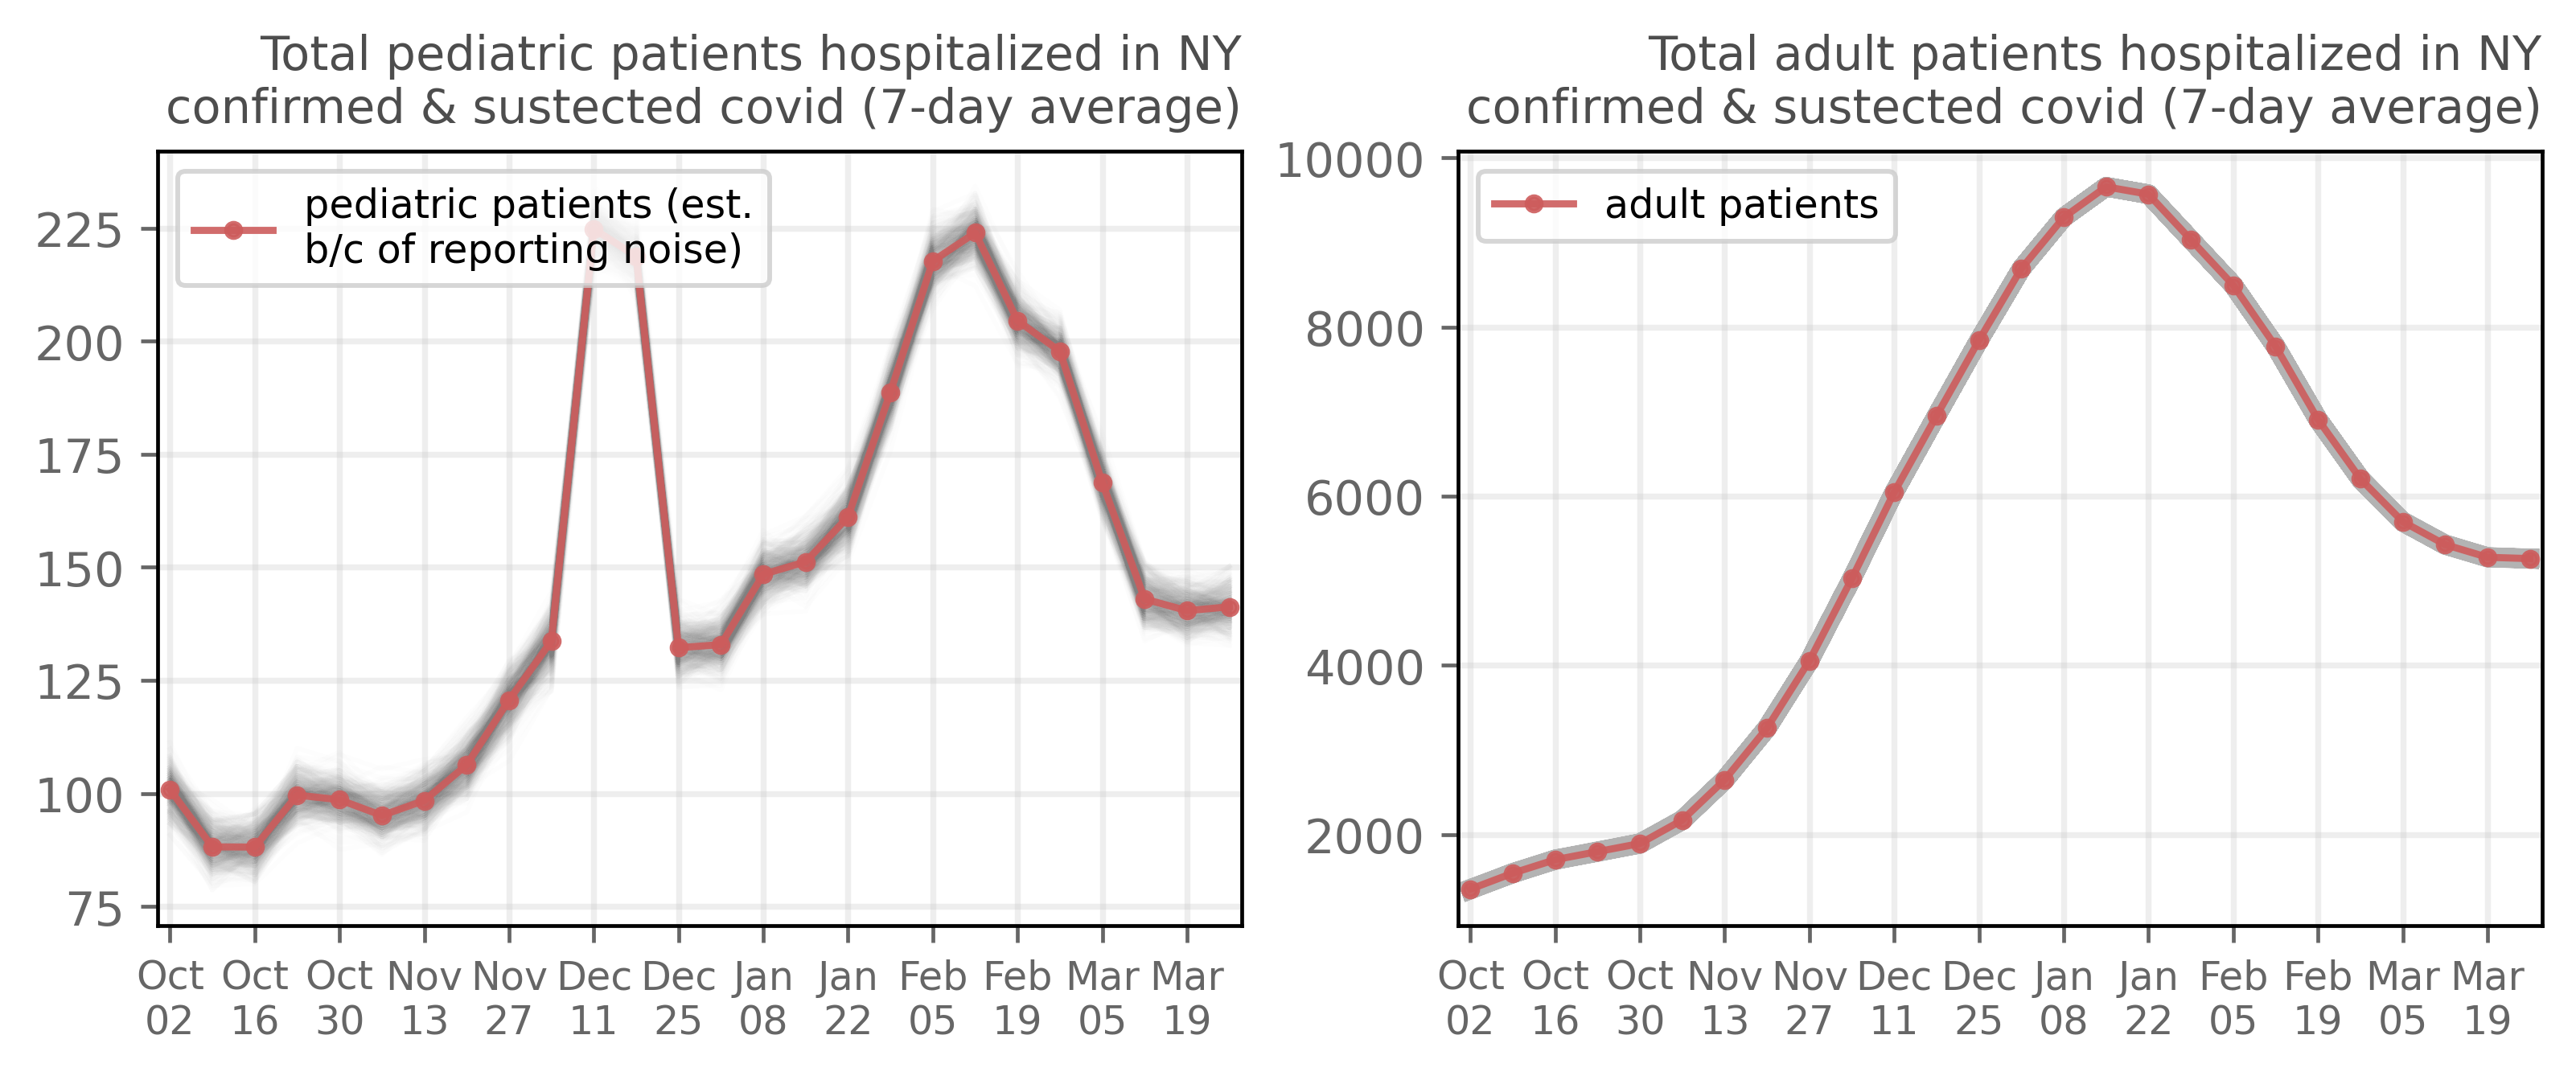 Total pediatric patients hospitalized in NY
confirmed & sustected covid (7-day average)
pediatric patients (est.
b/c of reporting noise)
225
200
175
150
125
100
75
Oct Oct Oct Nov Nov Dec Dec Jan Jan Feb Feb Mar Mar
02 16 30 13 27 11 25 08 22 05 19 05 19
Total adult patients hospitalized in NY
confirmed & sustected covid (7-day average)
adult patients
10000
8000
6000
4000
2000
Oct Oct Oct Nov Nov Dec Dec Jan Jan Feb Feb Mar Mar
02 16 30 13 27 11 25 08 22 05 19 05 19